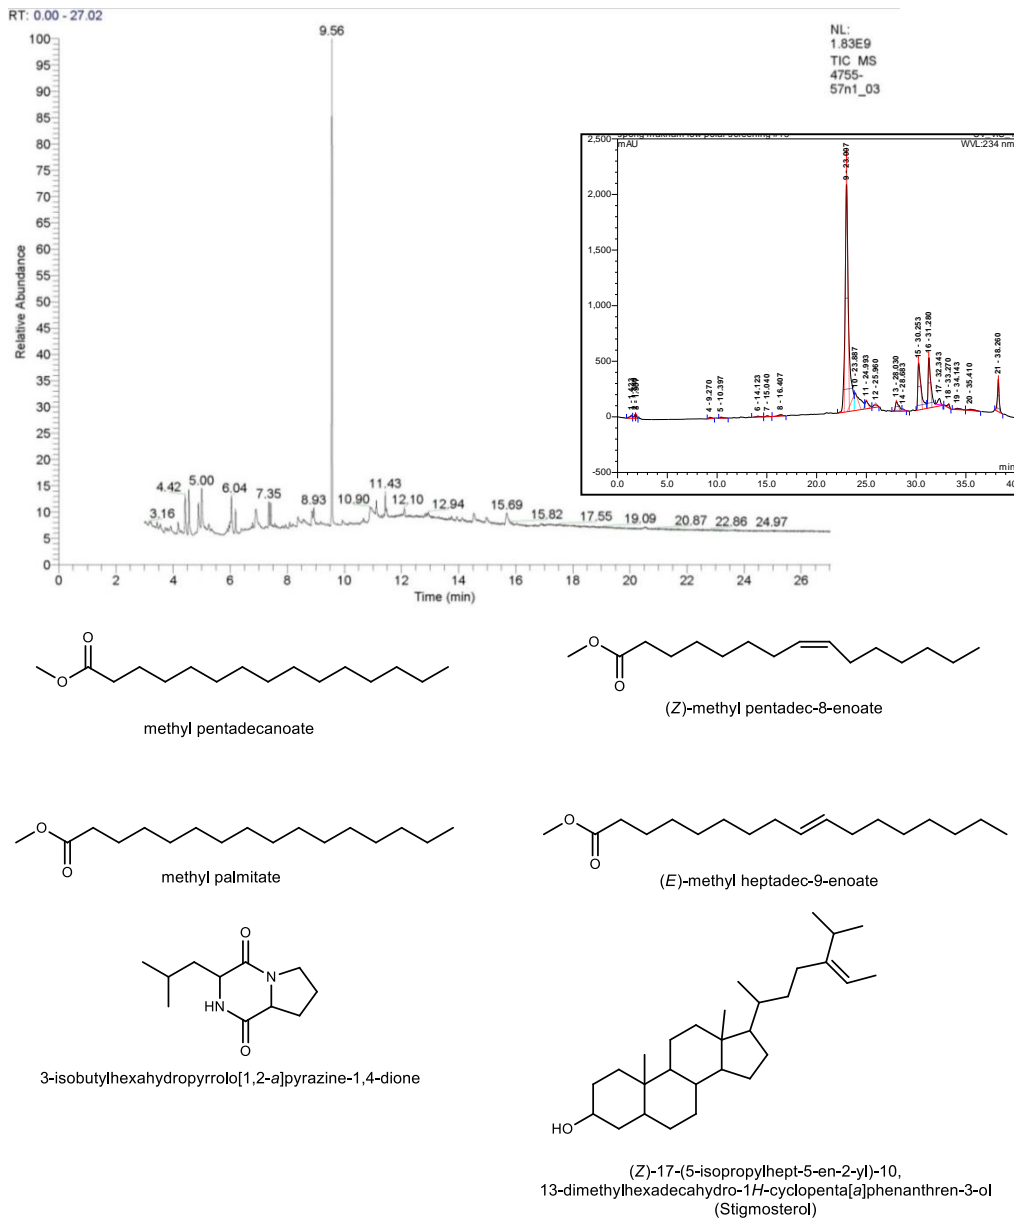 RT: 0.00 - 27.02
NL:
1.83E9
TIC MS
4755-
57n1_03
Relative Abundance
100
95
90
85
80
75
70
65
60
55
50
45
40
35
30
25
20
15
10
5
0
9.56
3.16
4.42
5.00
6.04
7.35
8.93
10.90
11.43
12.10
12.94
15.69
15.82
17.55
19.09
20.87
22.86
24.97
0 2 4 6 8 10 12 14 16 18 20 22 24 26
Time (min)
mAU
WVL:234 nm
2,500
2,000
1,500
1,000
500
0
-500
4 - 9.270
5 - 10.397
6 - 14.123
7 - 15.040
8 - 16.407
9 - 23.007
10 - 23.887
11 - 24.993
12 - 25.960
13 - 28.030
14 - 28.683
15 - 30.253
16 - 31.280
17 - 32.343
18 - 33.270
19 - 34.143
20 - 35.410
21 - 38.260
min
0.0 5.0 10.0 15.0 20.0 25.0 30.0 35.0
O
O
methyl pentadecanoate
O
O
(Z)-methyl pentadec-8-enoate
O
O
methyl palmitate
O
O
(E)-methyl heptadec-9-enoate
O
N
HN
O
3-isobutylhexahydropyrrolo[1,2-a]pyrazine-1,4-dione
HO
(Z)-17-(5-isopropylhept-5-en-2-yl)-10,
13-dimethylhexadecahydro-1H-cyclopenta[a]phenanthren-3-ol
(Stigmosterol)